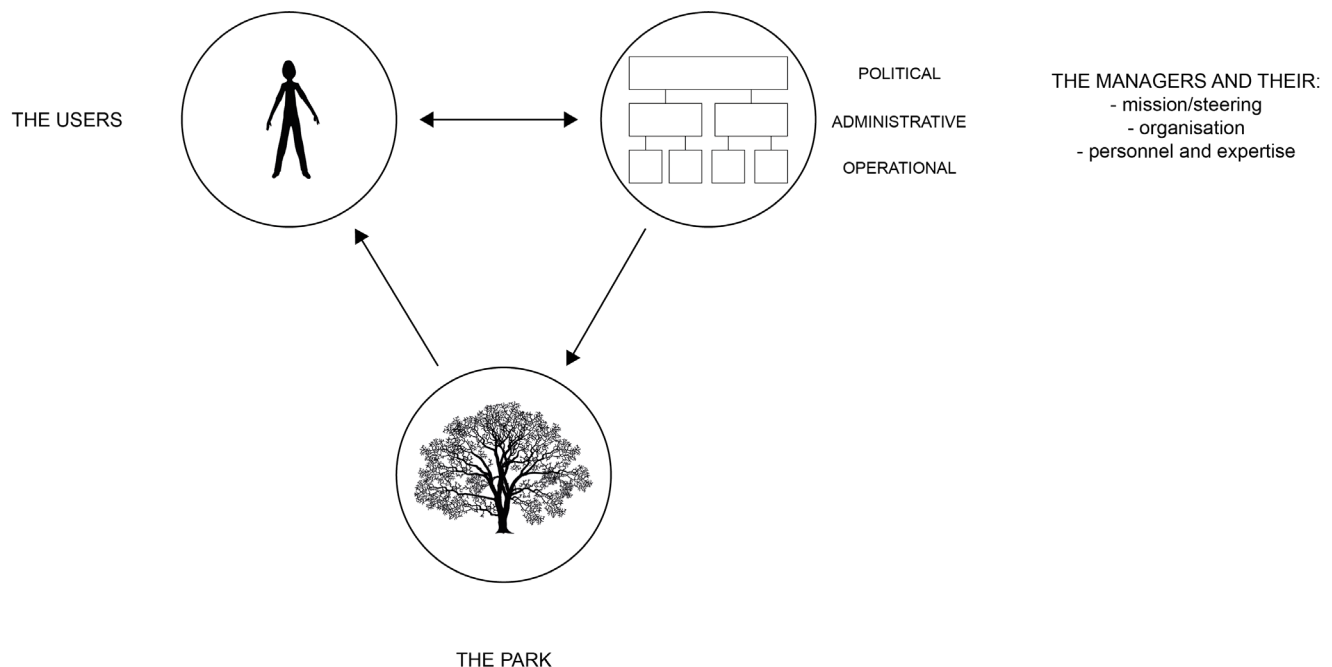 THE USERS
POLITICAL
ADMINISTRATIVE
OPERATIONAL
THE MANAGERS AND THEIR:
- mission/steering
- organisation
- personnel and expertise
THE PARK